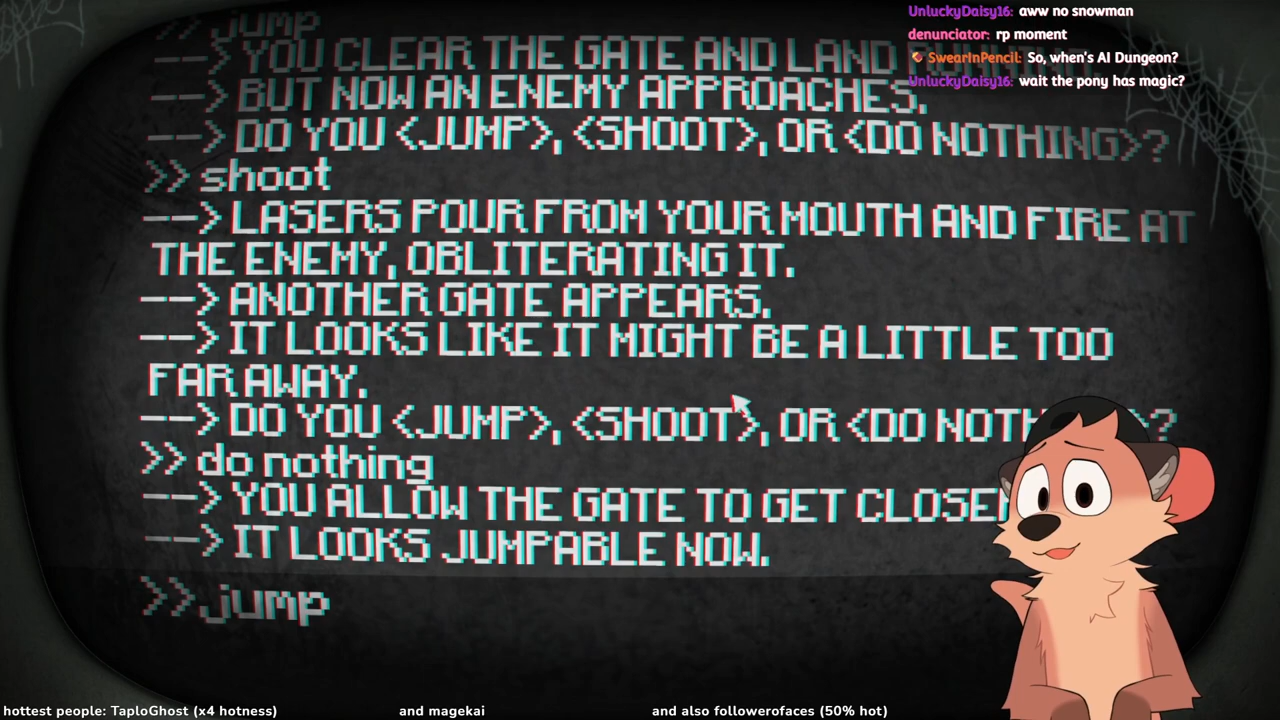 >> jump
--> YOU CLEAR THE GATE AND LAND
--> BUT NOW AN ENEMY APPROACHES.
--> DO YOU <JUMP>, <SHOOT>, OR <DO NOTHING>?
>> shoot
--> LASERS POUR FROM YOUR MOUTH AND FIRE AT
THE ENEMY, OBLITERATING IT.
--> ANOTHER GATE APPEARS.
--> IT LOOKS LIKE IT MIGHT BE A LITTLE TOO
FAR AWAY.
--> DO YOU <JUMP>, <SHOOT>, OR <DO NOTH ?
>> do nothing
--> YOU ALLOW THE GATE TO GET CLOSE
--> IT LOOKS JUMPABLE NOW.
>>jump
UnluckyDaisy16: aww no snowman
denunciator: rp moment
SwearInPencil: So, when's AI Dungeon?
UnluckyDaisy16: wait the pony has magic?
hottest people: TaploGhost (x4 hotness) and magekai and also followerofaces (50% hot)